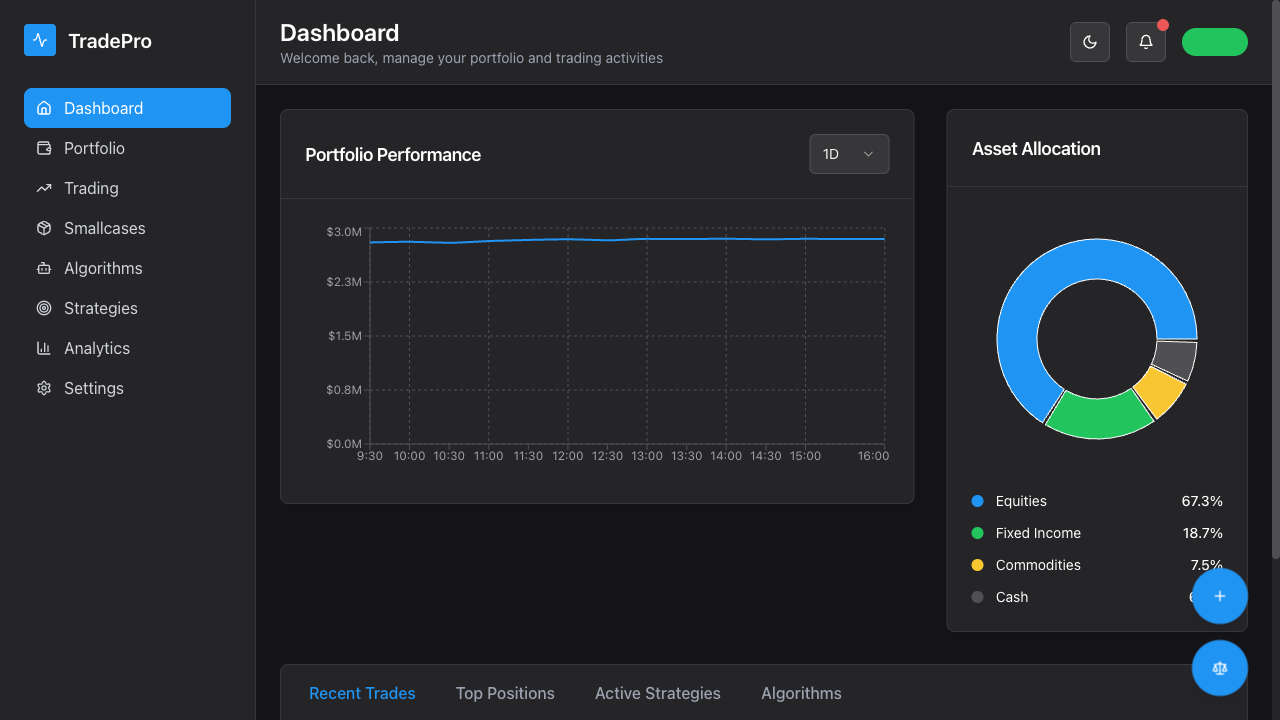 TradePro
Dashboard
Portfolio
Trading
Smallcases
Algorithms
Strategies
Analytics
Settings
Dashboard
Welcome back, manage your portfolio and trading activities
Portfolio Performance
1D
$3.0M
$2.3M
$1.5M
$0.8M
$0.0M
9:30 10:00 10:30 11:00 11:30 12:00 12:30 13:00 13:30 14:00 14:30 15:00 16:00
Asset Allocation
Equities 67.3%
Fixed Income 18.7%
Commodities 7.5%
Cash
Recent Trades Top Positions Active Strategies Algorithms